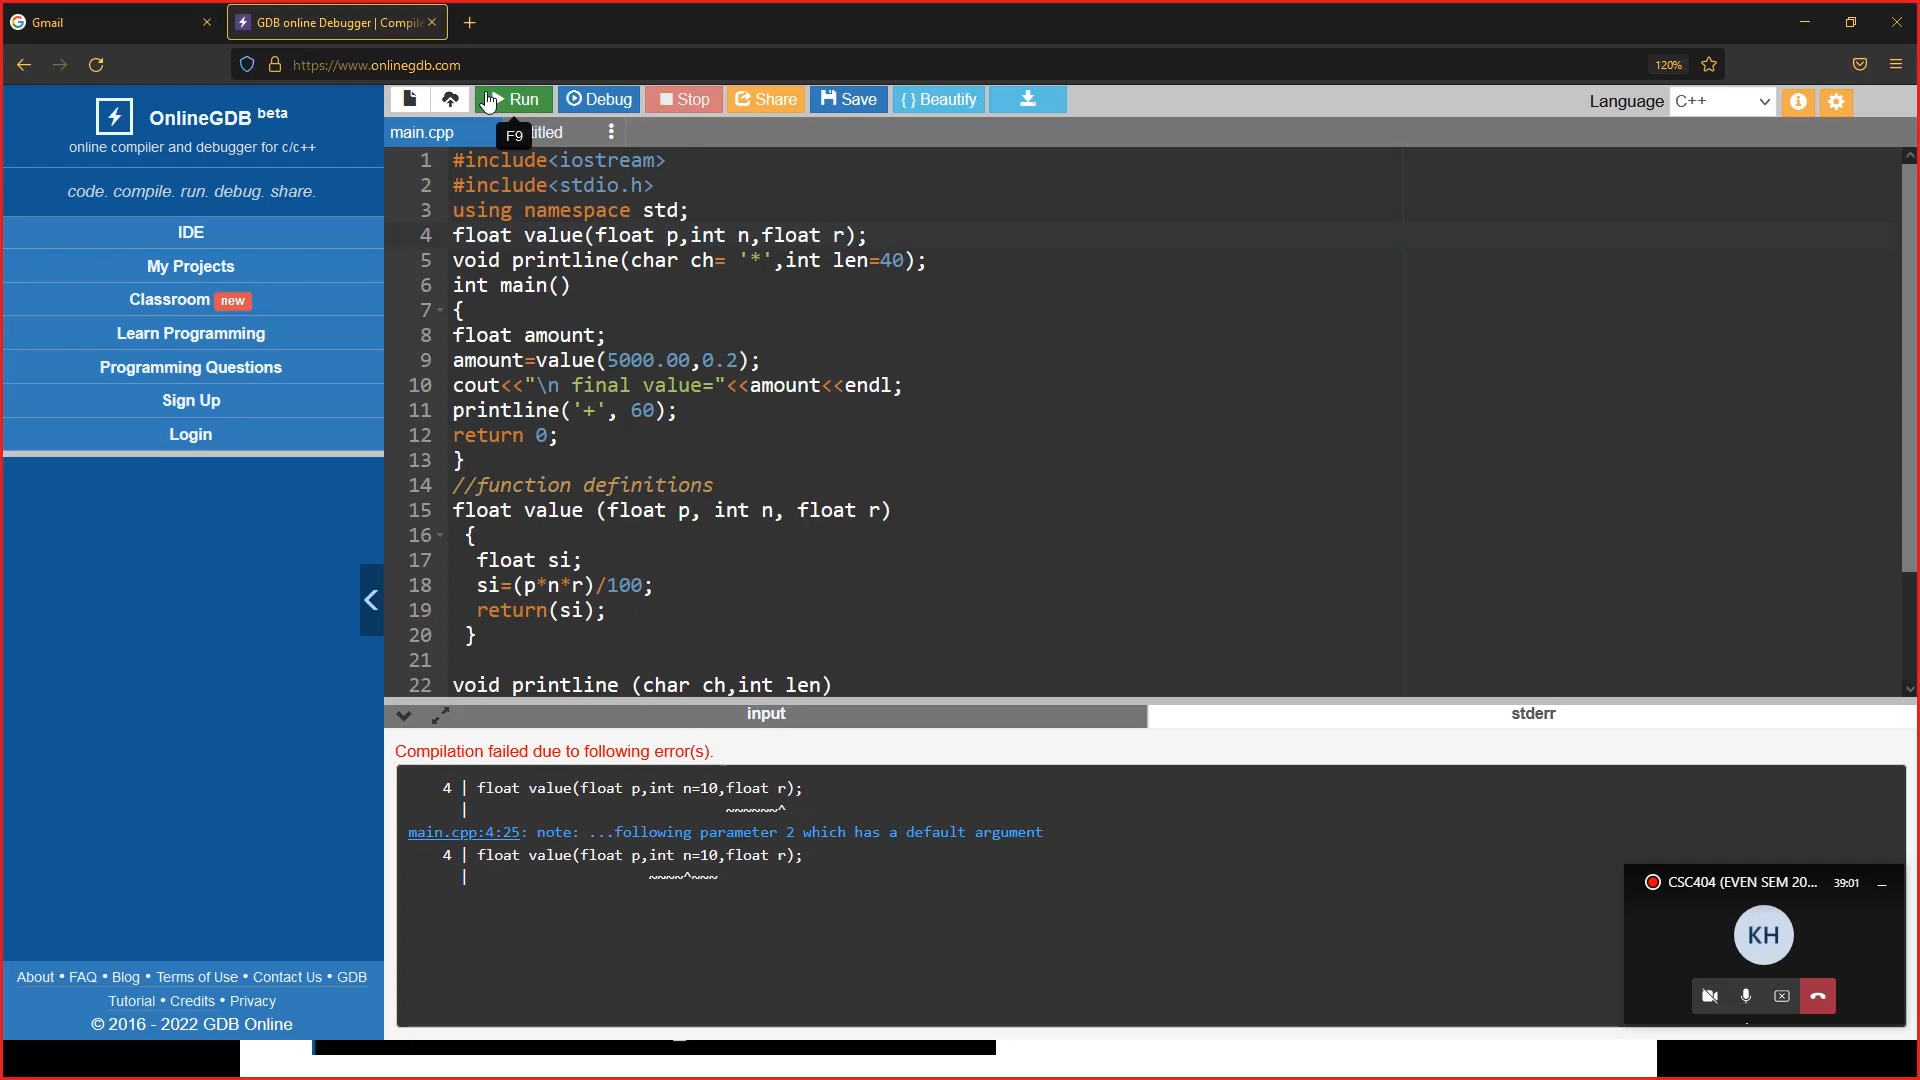 Gmail
GDB online Debugger | Compile
https://www.onlinegdb.com
120%
OnlineGDB beta
online compiler and debugger for c/c++
code. compile. run. debug. share.
IDE
My Projects
Classroom new
Learn Programming
Programming Questions
Sign Up
Login
About • FAQ • Blog • Terms of Use • Contact Us • GDB
Tutorial • Credits • Privacy
© 2016 - 2022 GDB Online
Run
Debug
Stop
Share
Save
{ } Beautify
Language C++
main.cpp
F9
1 #include<iostream>
2 #include<stdio.h>
3 using namespace std;
4 float value(float p,int n,float r);
5 void printline(char ch= '*',int len=40);
6 int main()
7 {
8 float amount;
9 amount=value(5000.00,0.2);
10 cout<<"\n final value="<<amount<<endl;
11 printline('+', 60);
12 return 0;
13 }
14 //function definitions
15 float value (float p, int n, float r)
16 {
17 float si;
18 si=(p*n*r)/100;
19 return(si);
20 }
21
22 void printline (char ch,int len)
input
stderr
Compilation failed due to following error(s).
4 | float value(float p,int n=10,float r);
| ~~~~~~^
main.cpp:4:25: note: ...following parameter 2 which has a default argument
4 | float value(float p,int n=10,float r);
| ~~~~^~~~
CSC404 (EVEN SEM 20... 39:01
KH